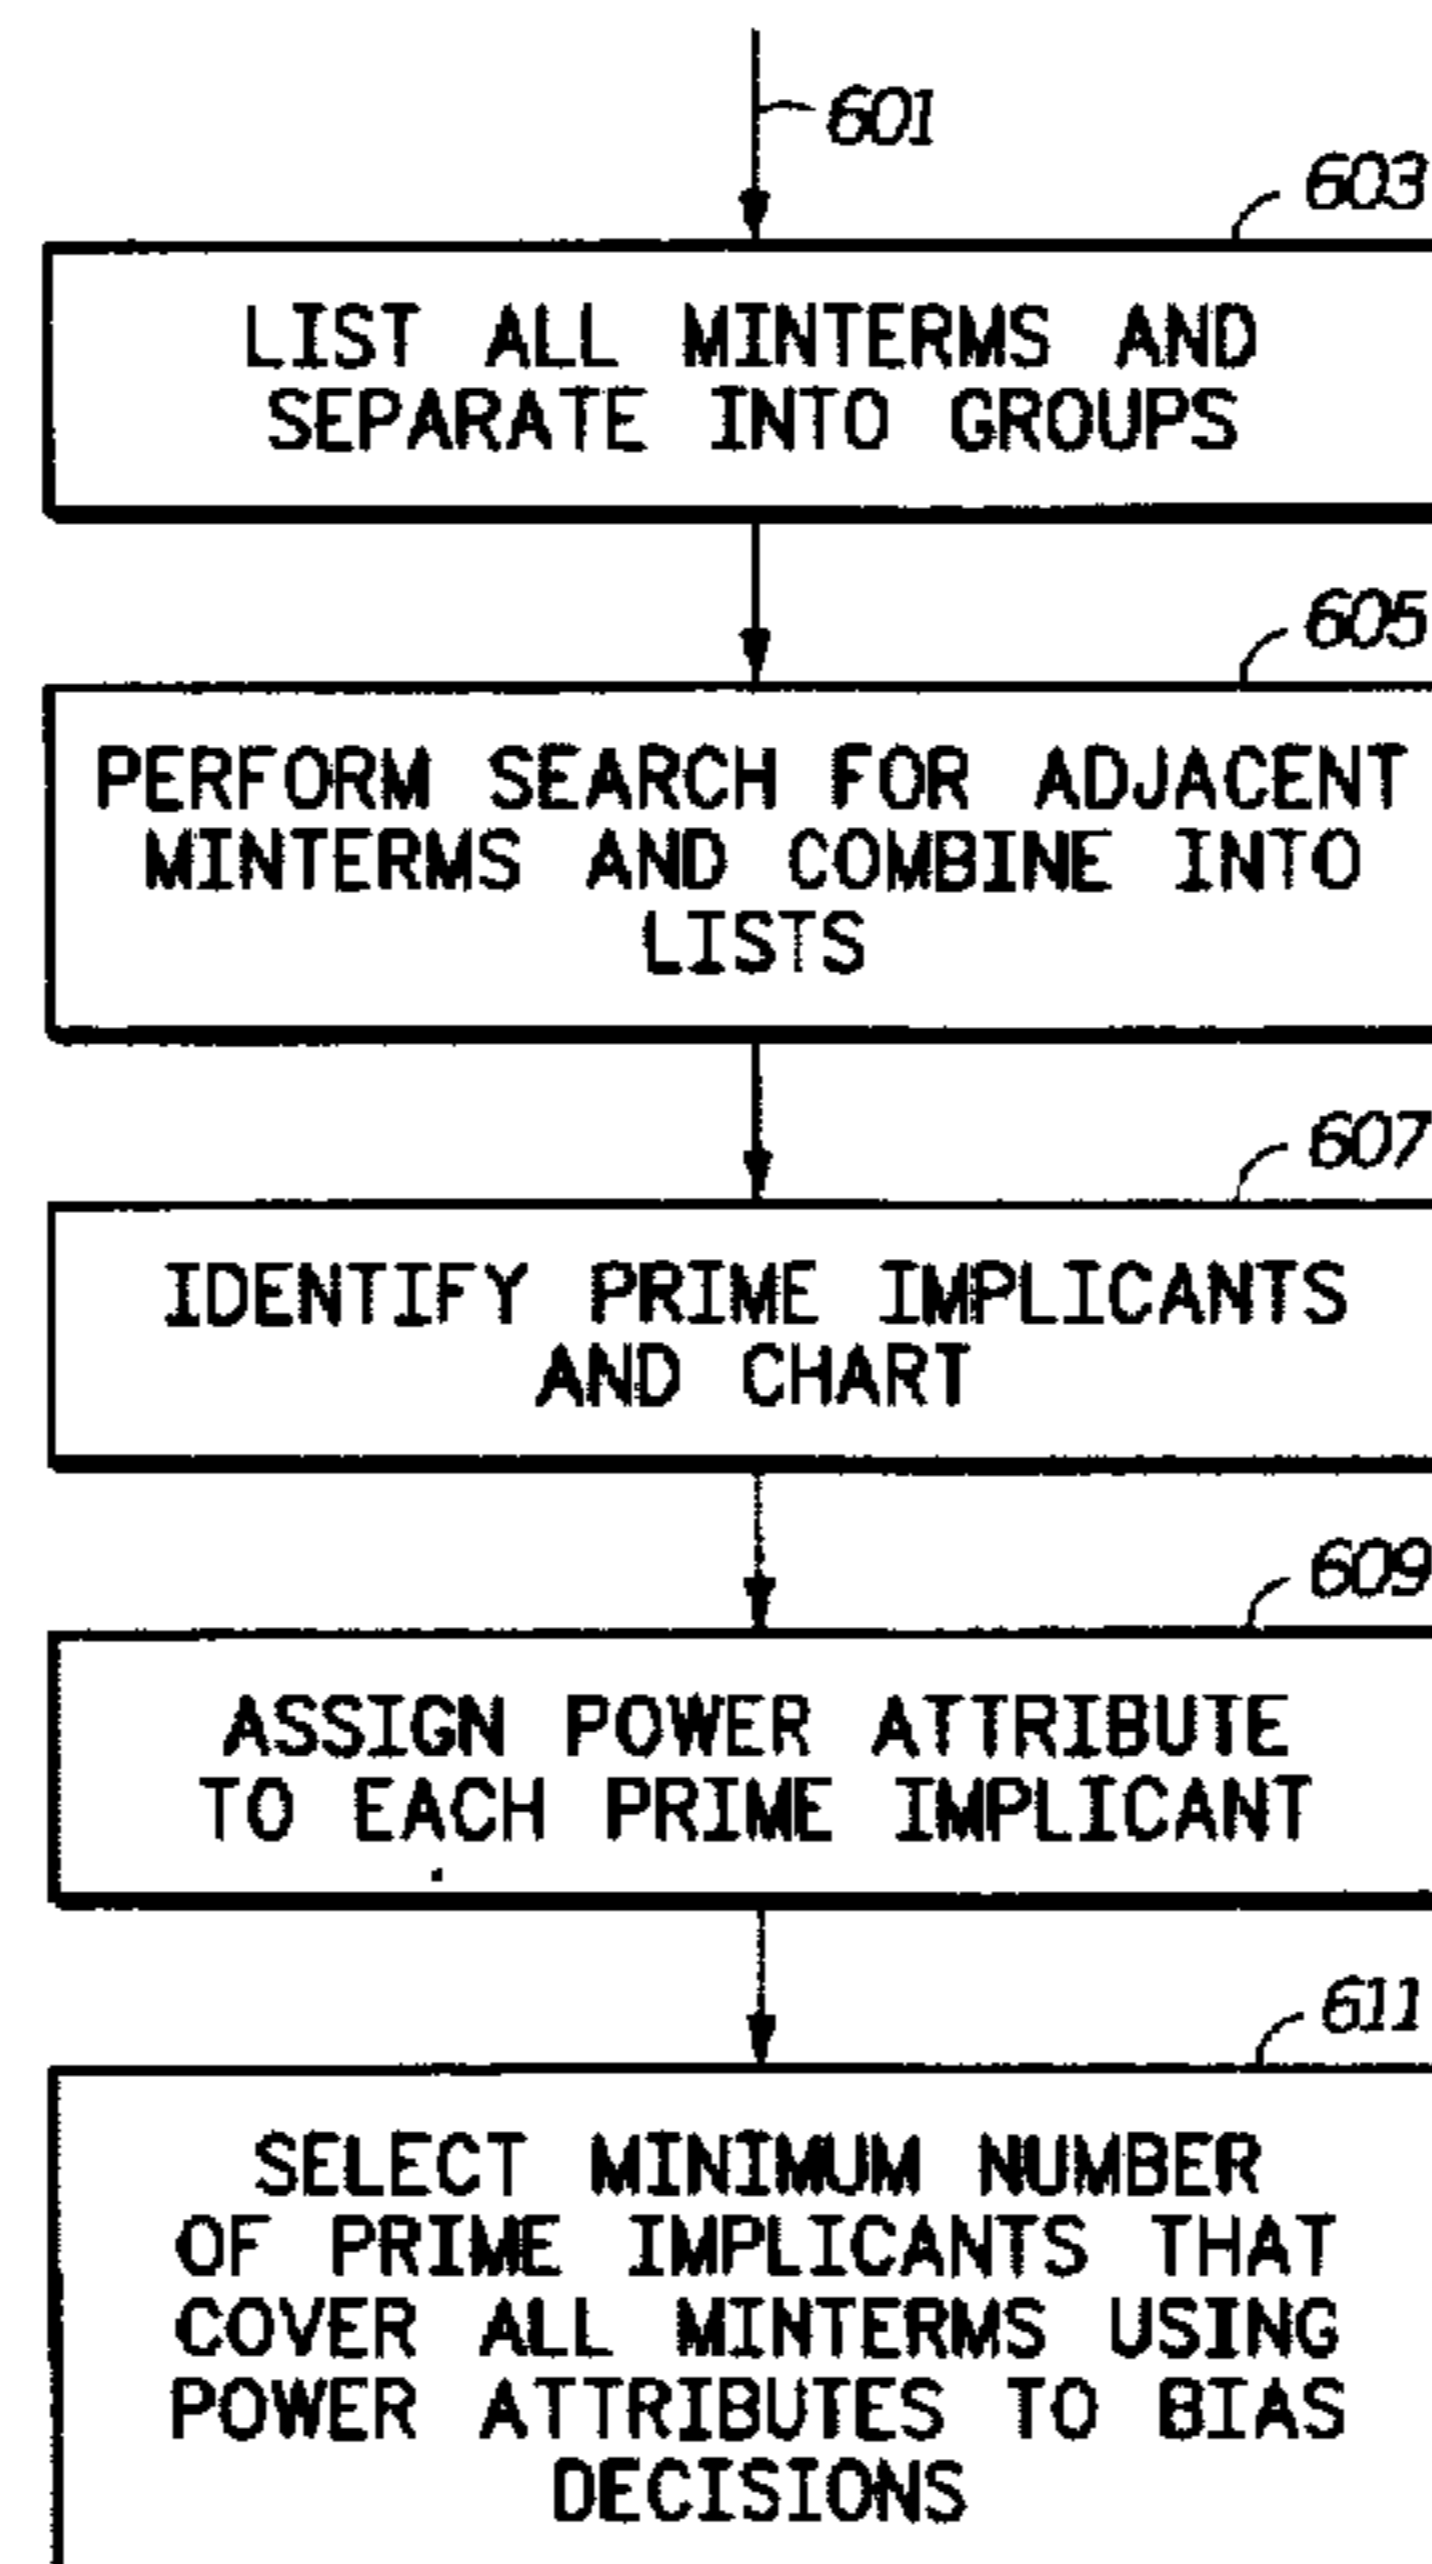 601
603
LIST ALL MINTERMS AND
SEPARATE INTO GROUPS
605
PERFORM SEARCH FOR ADJACENT
MINTERMS AND COMBINE INTO
LISTS
607
IDENTIFY PRIME IMPLICANTS
AND CHART
609
ASSIGN POWER ATTRIBUTE
TO EACH PRIME IMPLICANT
611
SELECT MINIMUM NUMBER
OF PRIME IMPLICANTS THAT
COVER ALL MINTERMS USING
POWER ATTRIBUTES TO BIAS
DECISIONS